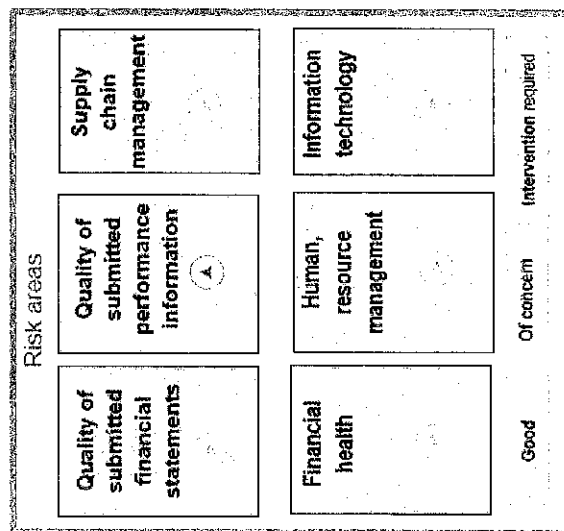 Risk areas
Quality of
submitted
financial
statements
Quality of
submitted
performance
information
Supply
chain
management
Financial
health
Human,
resource
management
Information
technology
Good
Of concern
Intervention required